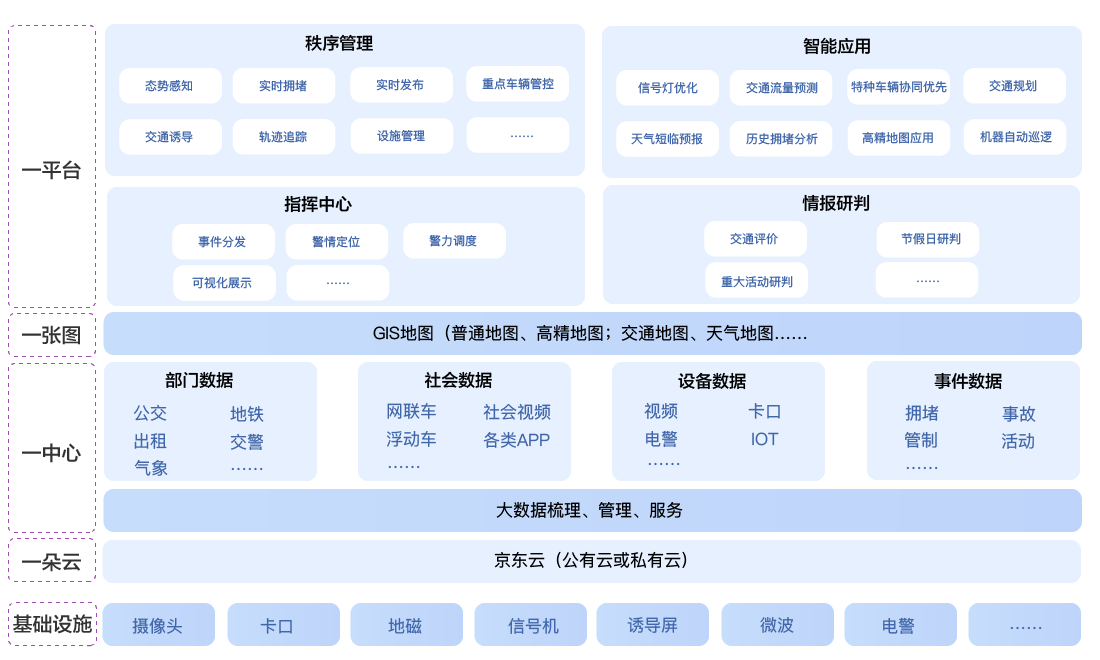 一平台
秩序管理
态势感知 实时拥堵 实时发布 重点车辆管控
交通诱导 轨迹追踪 设施管理 ……
智能应用
信号灯优化 交通流量预测 特种车辆协同优先 交通规划
天气短临预报 历史拥堵分析 高精地图应用 机器自动巡逻
指挥中心
事件分发 警情定位 警力调度
可视化展示 ……
情报研判
交通评价 节假日研判
重大活动研判 ……
一张图
GIS地图（普通地图、高精地图；交通地图、天气地图……
一中心
部门数据
公交 地铁
出租 交警
气象 ……
社会数据
网联车 社会视频
浮动车 各类APP
……
设备数据
视频 卡口
电警 IOT
……
事件数据
拥堵 事故
管制 活动
……
大数据梳理、管理、服务
一朵云
京东云（公有云或私有云）
基础设施
摄像头 卡口 地磁 信号机 诱导屏 微波 电警 ……